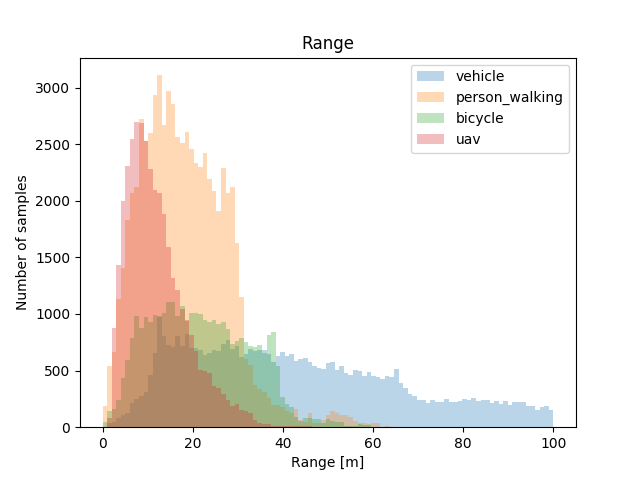 Range
vehicle
person_walking
bicycle
uav
Number of samples
3000
2500
2000
1500
1000
500
0
0 20 40 60 80 100
Range [m]